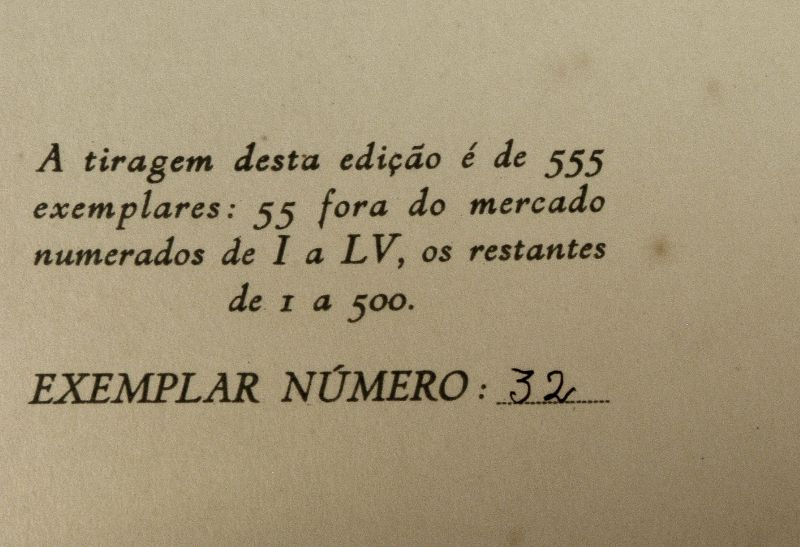 A tiragem desta edição é de 555
exemplares: 55 fora do mercado
numerados de I a LV, os restantes
de 1 a 500.
EXEMPLAR NÚMERO: 32